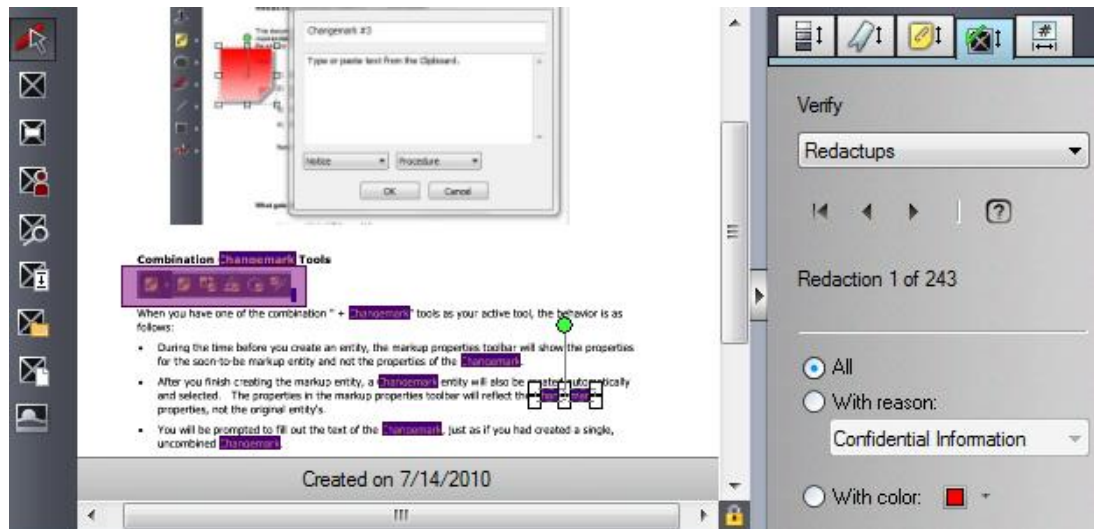 Changemark #3
Type or paste text from the Clipboard.
Notice
Procedure
OK
Cancel
Combination Changemark Tools
When you have one of the combination " + Changemark" tools as your active tool, the behavior is as
follows:
• During the time before you create an entity, the markup properties toolbar will show the properties
for the soon-to-be markup entity and not the properties of the Changemark.
• After you finish creating the markup entity, a Changemark entity will also be created automatically
and selected. The properties in the markup properties toolbar will reflect the Changemark
properties, not the original entity's.
• You will be prompted to fill out the text of the Changemark, just as if you had created a single,
uncombined Changemark.
Created on 7/14/2010
#
Verify
Redactups
?
Redaction 1 of 243
All
With reason:
Confidential Information
With color: